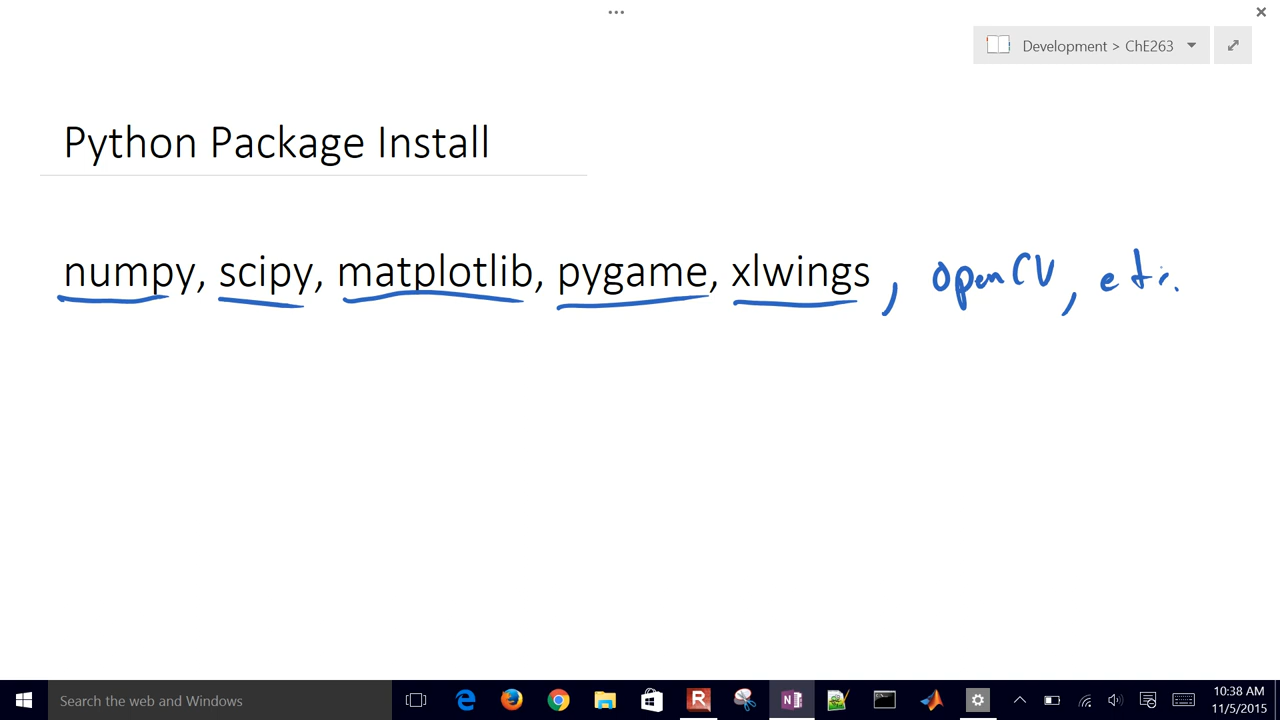 Development > ChE263
Python Package Install
numpy, scipy, matplotlib, pygame, xlwings, openCV, etc.
Search the web and Windows
10:38 AM
11/5/2015